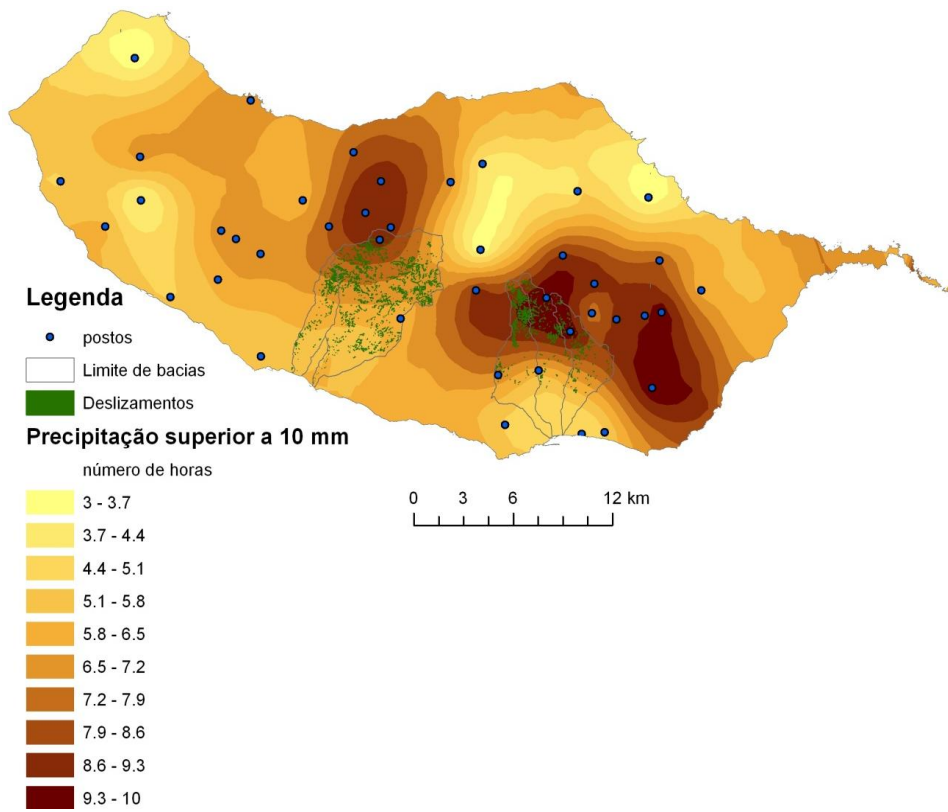 Legenda
postos
Limite de bacias
Deslizamentos
Precipitação superior a 10 mm
número de horas
3 - 3.7
3.7 - 4.4
4.4 - 5.1
5.1 - 5.8
5.8 - 6.5
6.5 - 7.2
7.2 - 7.9
7.9 - 8.6
8.6 - 9.3
9.3 - 10
0 3 6 12 km